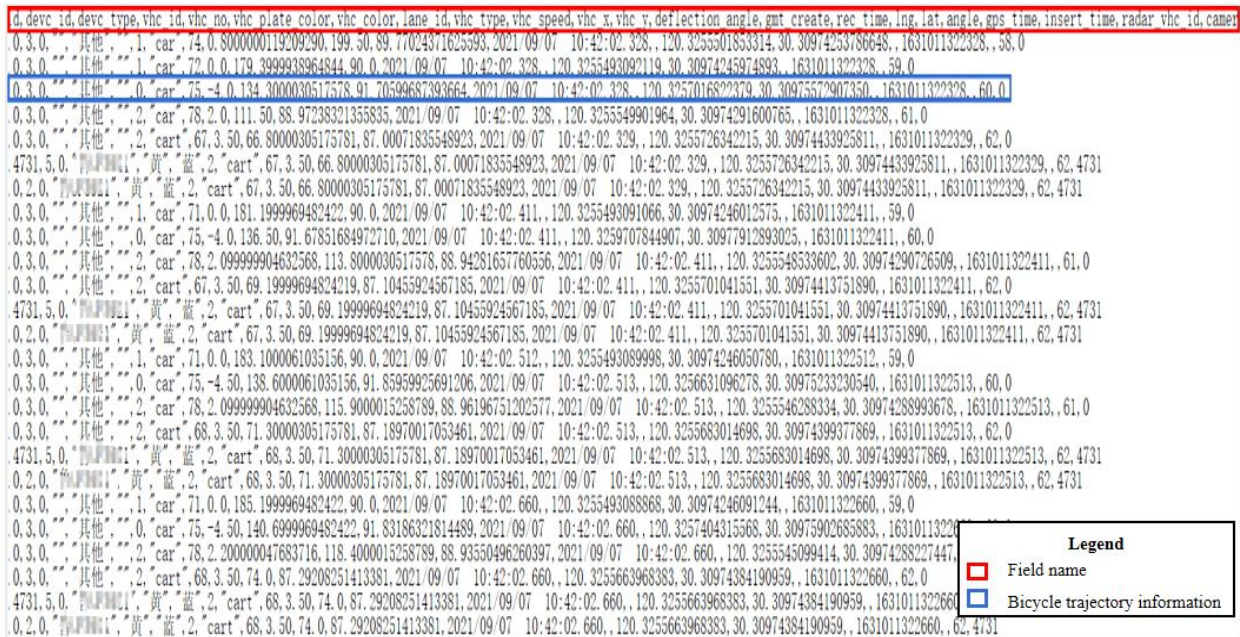 d,devc_id,devc_type,vhc_id,vhc_no,vhc_plate_color,vhc_color,lane_id,vhc_type,vhc_speed,vhc_x,vhc_y,deflection_angle,gmt_create,rec_time,lng,lat,angle,gps_time,insert_time,radar_vhc_id,camer
.0,3,0,"","其他","",1,"car",74,0.8000000119209290,199.50,89.77024371625593,2021/09/07 10:42:02.328,,120.3255501853314,30.30974253786648,,1631011322328,,58,0
.0,3,0,"","其他","",1,"car",72,0.0,179.3999938964844,90.0,2021/09/07 10:42:02.328,,120.3255493092119,30.30974245974893,,1631011322328,,59,0
.0,3,0,"","其他","",0,"car",75,-4.0,134.3000030517578,91.70599687393664,2021/09/07 10:42:02.328,,120.3257016822379,30.30975572907350,,1631011322328,,60,0
.0,3,0,"","其他","",2,"car",78,2.0,111.50,88.97238321355835,2021/09/07 10:42:02.328,,120.3255549901964,30.30974291600765,,1631011322328,,61,0
.0,3,0,"","其他","",2,"cart",67,3.50,66.80000305175781,87.00071835548923,2021/09/07 10:42:02.329,,120.3255726342215,30.30974433925811,,1631011322329,,62,0
.4731,5,0,"黄","蓝",2,"cart",67,3.50,66.80000305175781,87.00071835548923,2021/09/07 10:42:02.329,,120.3255726342215,30.30974433925811,,1631011322329,,62,4731
.0,2,0,"黄","蓝",2,"cart",67,3.50,66.80000305175781,87.00071835548923,2021/09/07 10:42:02.329,,120.3255726342215,30.30974433925811,,1631011322329,,62,4731
.0,3,0,"","其他","",1,"car",71,0.0,181.1999969482422,90.0,2021/09/07 10:42:02.411,,120.3255493091066,30.30974246012575,,1631011322411,,59,0
.0,3,0,"","其他","",0,"car",75,-4.0,136.50,91.67851684972710,2021/09/07 10:42:02.411,,120.3259707844907,30.30977912893025,,1631011322411,,60,0
.0,3,0,"","其他","",2,"car",78,2.099999904632568,113.8000030517578,88.94281657760556,2021/09/07 10:42:02.411,,120.3255548533602,30.30974290726509,,1631011322411,,61,0
.0,3,0,"","其他","",2,"cart",67,3.50,69.19999694824219,87.10455924567185,2021/09/07 10:42:02.411,,120.3255701041551,30.30974413751890,,1631011322411,,62,0
.4731,5,0,"黄","蓝",2,"cart",67,3.50,69.19999694824219,87.10455924567185,2021/09/07 10:42:02.411,,120.3255701041551,30.30974413751890,,1631011322411,,62,4731
.0,2,0,"黄","蓝",2,"cart",67,3.50,69.19999694824219,87.10455924567185,2021/09/07 10:42:02.411,,120.3255701041551,30.30974413751890,,1631011322411,,62,4731
.0,3,0,"","其他","",1,"car",71,0.0,183.1000061035156,90.0,2021/09/07 10:42:02.512,,120.3255493089998,30.30974246050780,,1631011322512,,59,0
.0,3,0,"","其他","",0,"car",75,-4.50,138.6000061035156,91.85959925691206,2021/09/07 10:42:02.513,,120.3256631096278,30.30975233230540,,1631011322513,,60,0
.0,3,0,"","其他","",2,"car",78,2.099999904632568,115.9000015258789,88.96196751202577,2021/09/07 10:42:02.513,,120.3255546288334,30.30974288993678,,1631011322513,,61,0
.0,3,0,"","其他","",2,"cart",68,3.50,71.30000305175781,87.18970017053461,2021/09/07 10:42:02.513,,120.3255683014698,30.30974399377869,,1631011322513,,62,0
.4731,5,0,"黄","蓝",2,"cart",68,3.50,71.30000305175781,87.18970017053461,2021/09/07 10:42:02.513,,120.3255683014698,30.30974399377869,,1631011322513,,62,4731
.0,2,0,"黄","蓝",2,"cart",68,3.50,71.30000305175781,87.18970017053461,2021/09/07 10:42:02.513,,120.3255683014698,30.30974399377869,,1631011322513,,62,4731
.0,3,0,"","其他","",1,"car",71,0.0,185.1999969482422,90.0,2021/09/07 10:42:02.660,,120.3255493088868,30.30974246091244,,1631011322660,,59,0
.0,3,0,"","其他","",0,"car",75,-4.50,140.6999969482422,91.83186321814489,2021/09/07 10:42:02.660,,120.3257404315568,30.30975902685883,,16310113226
.0,3,0,"","其他","",2,"car",78,2.200000047683716,118.4000015258789,88.93550496260397,2021/09/07 10:42:02.660,,120.3255545099414,30.30974288227447,
.0,3,0,"","其他","",2,"cart",68,3.50,74.0,87.29208251413381,2021/09/07 10:42:02.660,,120.3255663968383,30.30974384190959,,1631011322660,,62,0
.4731,5,0,"黄","蓝",2,"cart",68,3.50,74.0,87.29208251413381,2021/09/07 10:42:02.660,,120.3255663968383,30.30974384190959,,1631011322660
.0,2,0,"黄","蓝",2,"cart",68,3.50,74.0,87.29208251413381,2021/09/07 10:42:02.660,,120.3255663968383,30.30974384190959,,1631011322660,,62,4731
Legend
Field name
Bicycle trajectory information